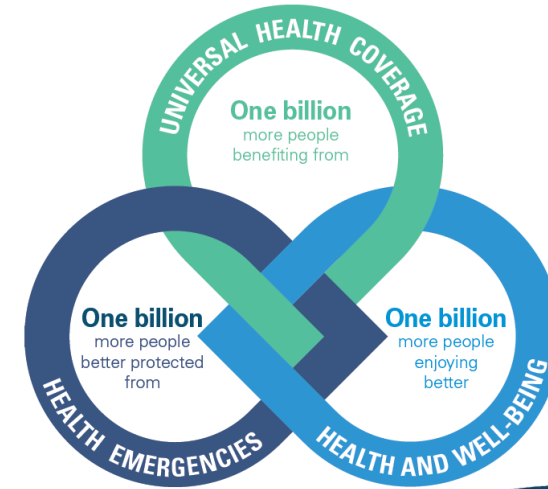 UNIVERSAL HEALTH COVERAGE
One billion
more people
benefiting from
One billion
more people
better protected
from
HEALTH EMERGENCIES
One billion
more people
enjoying
better
HEALTH AND WELL-BEING